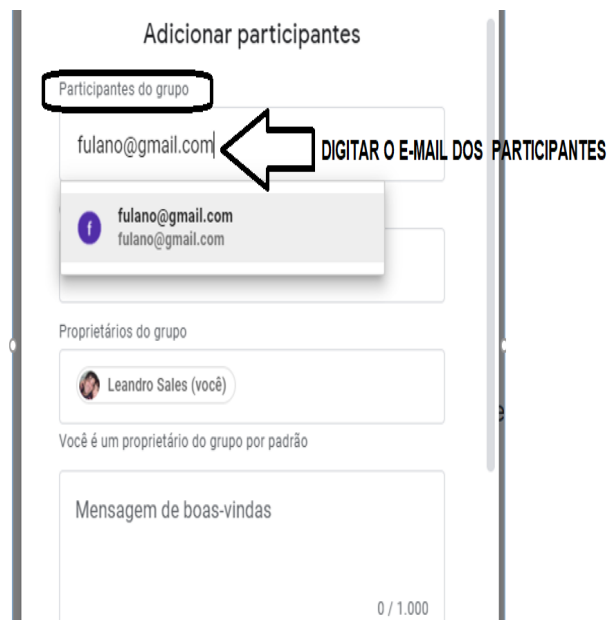 Adicionar participantes
Participantes do grupo
fulano@gmail.com
DIGITAR O E-MAIL DOS PARTICIPANTES
f
fulano@gmail.com
fulano@gmail.com
Proprietários do grupo
Leandro Sales (você)
e
Você é um proprietário do grupo por padrão
Mensagem de boas-vindas
0 / 1.000